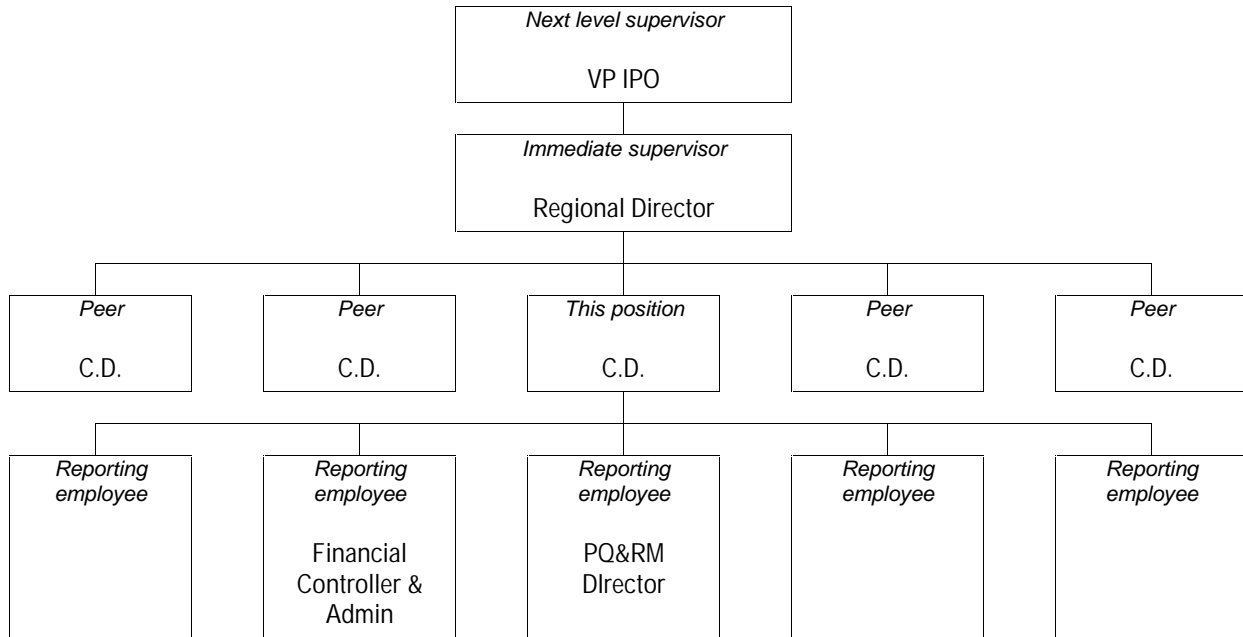 Next level supervisor
VP IPO
Immediate supervisor
Regional Director
Peer
C.D.
Peer
C.D.
This position
C.D.
Peer
C.D.
Peer
C.D.
Reporting
employee
Reporting
employee
Financial
Controller &
Admin
Reporting
employee
PQ&RM
DIrector
Reporting
employee
Reporting
employee